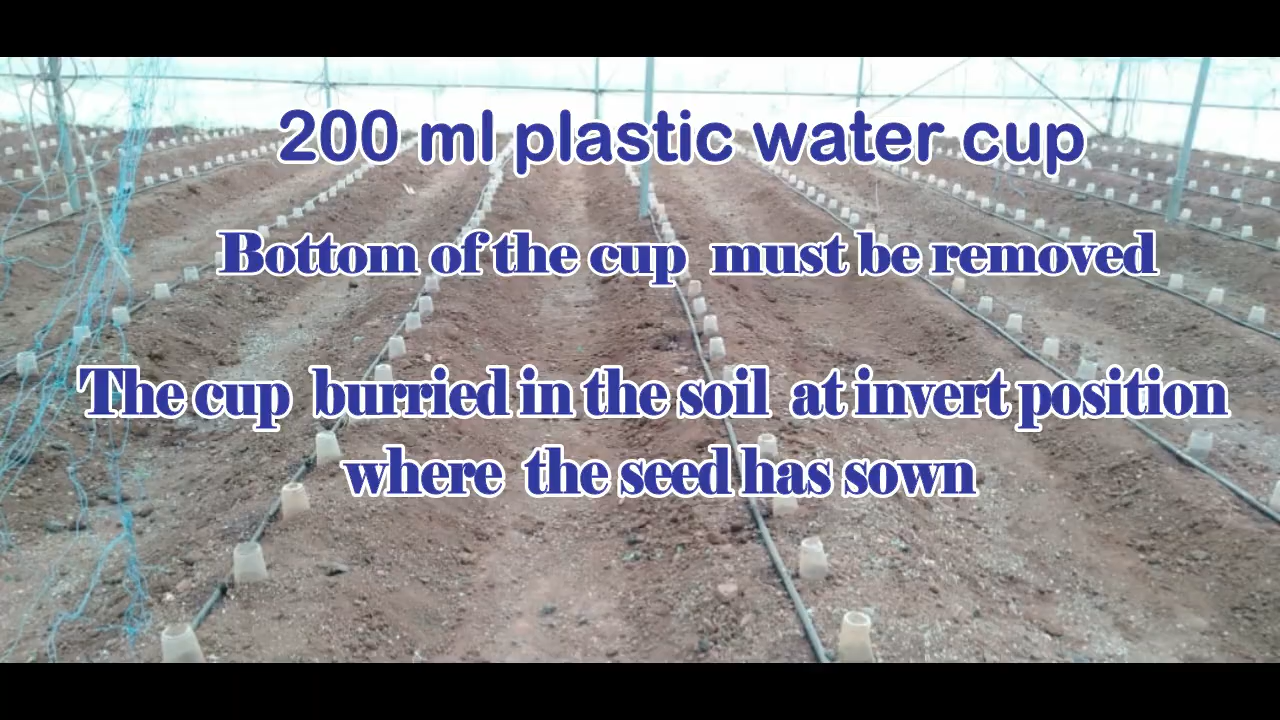 200 ml plastic water cup
Bottom of the cup must be removed
The cup burried in the soil at invert position
where the seed has sown